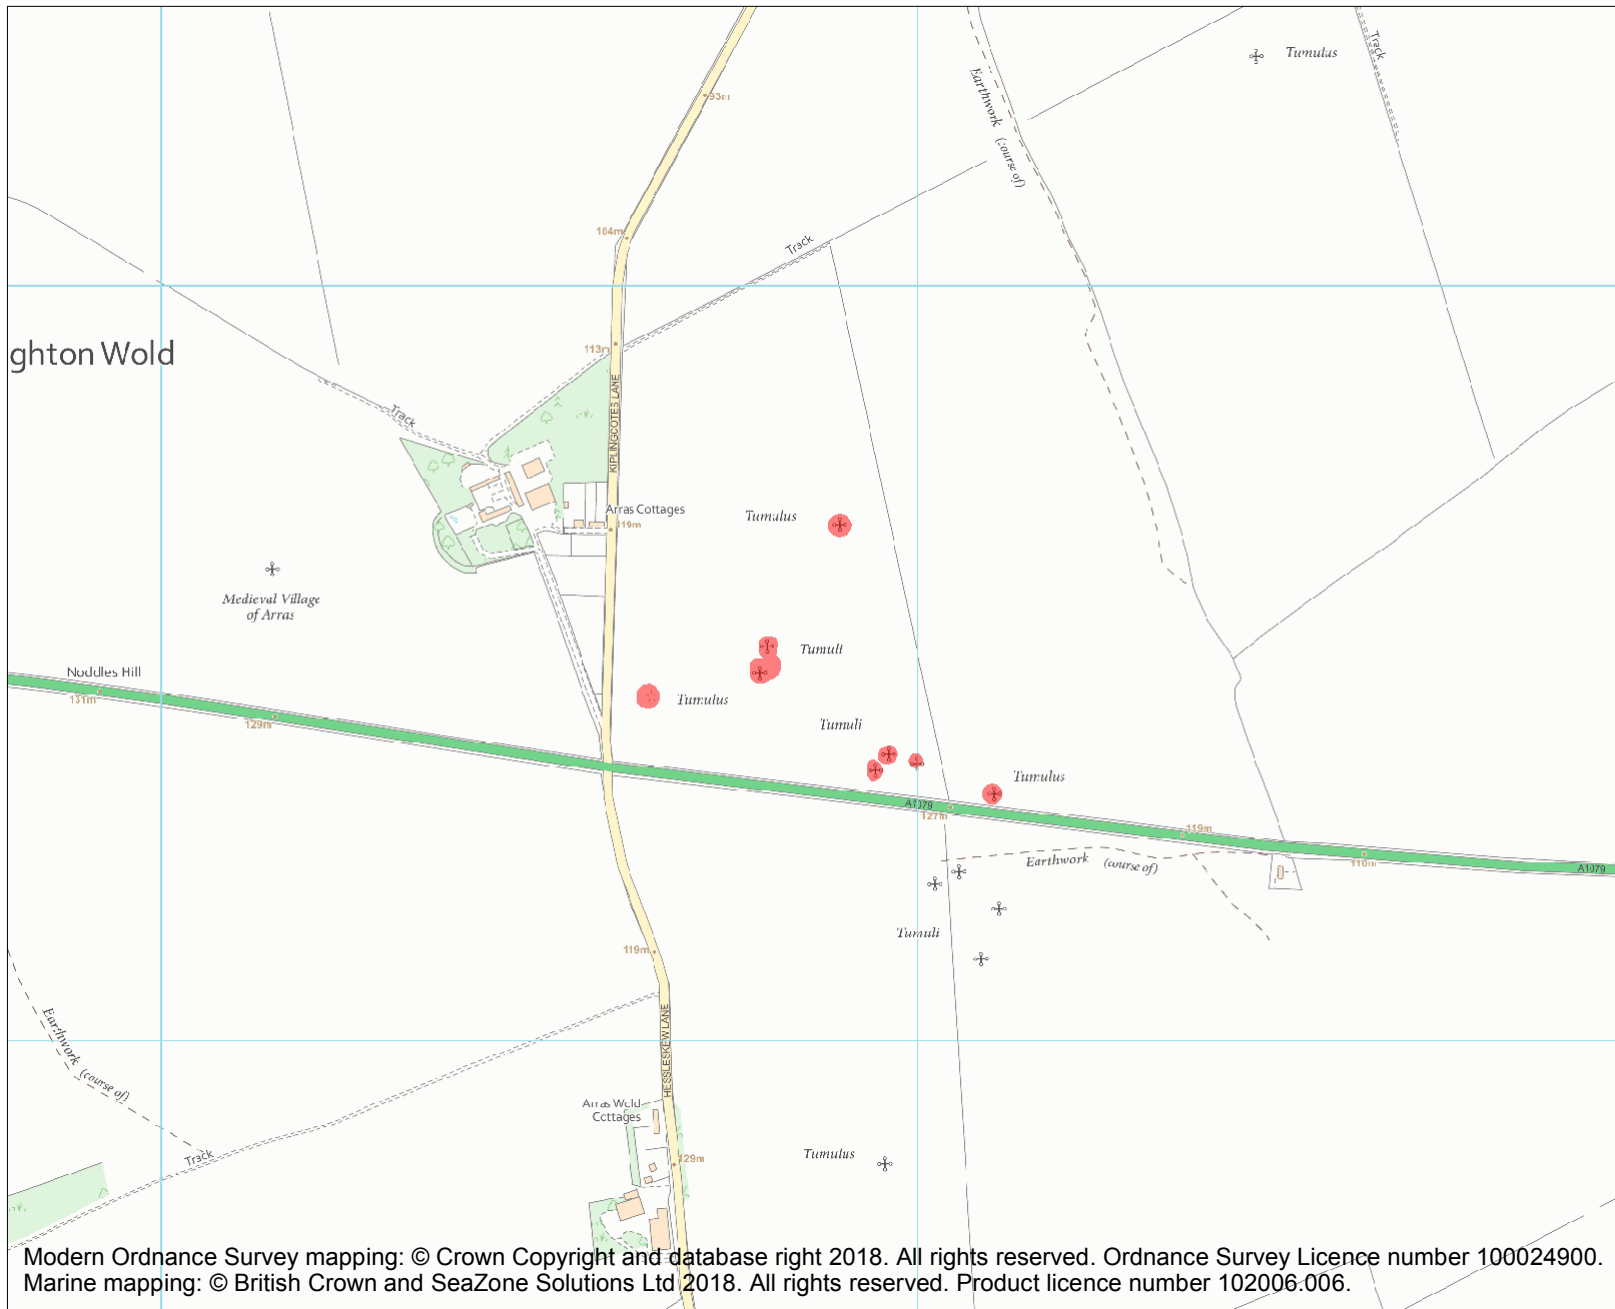 Tumulus
Track
93m
Earthwork (course of)
104m
Track
113m
ghton Wold
KIPLINGCOTES LANE
Track
Arras Cottages
119m
Tumulus
Medieval Village
of Arras
Tumuli
Noddles Hill
131m
Tumulus
129m
Tumuli
Tumulus
A1079
127m
119m
Earthwork (course of)
110m
A1079
Tumuli
119m
Earthwork (course of)
HESSLESKEW LANE
Arras Wold
Cottages
Track
129m
Tumulus
Modern Ordnance Survey mapping: © Crown Copyright and database right 2018. All rights reserved. Ordnance Survey Licence number 100024900.
Marine mapping: © British Crown and SeaZone Solutions Ltd 2018. All rights reserved. Product licence number 102006.006.